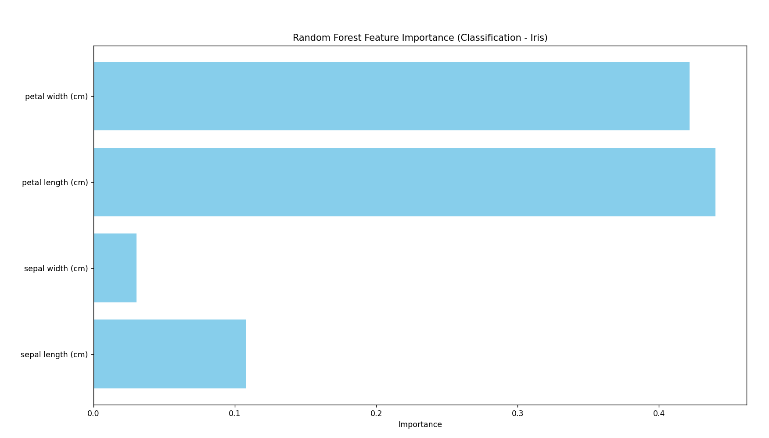 Random Forest Feature Importance (Classification - Iris)
petal width (cm)
petal length (cm)
sepal width (cm)
sepal length (cm)
0.0 0.1 0.2 0.3 0.4
Importance